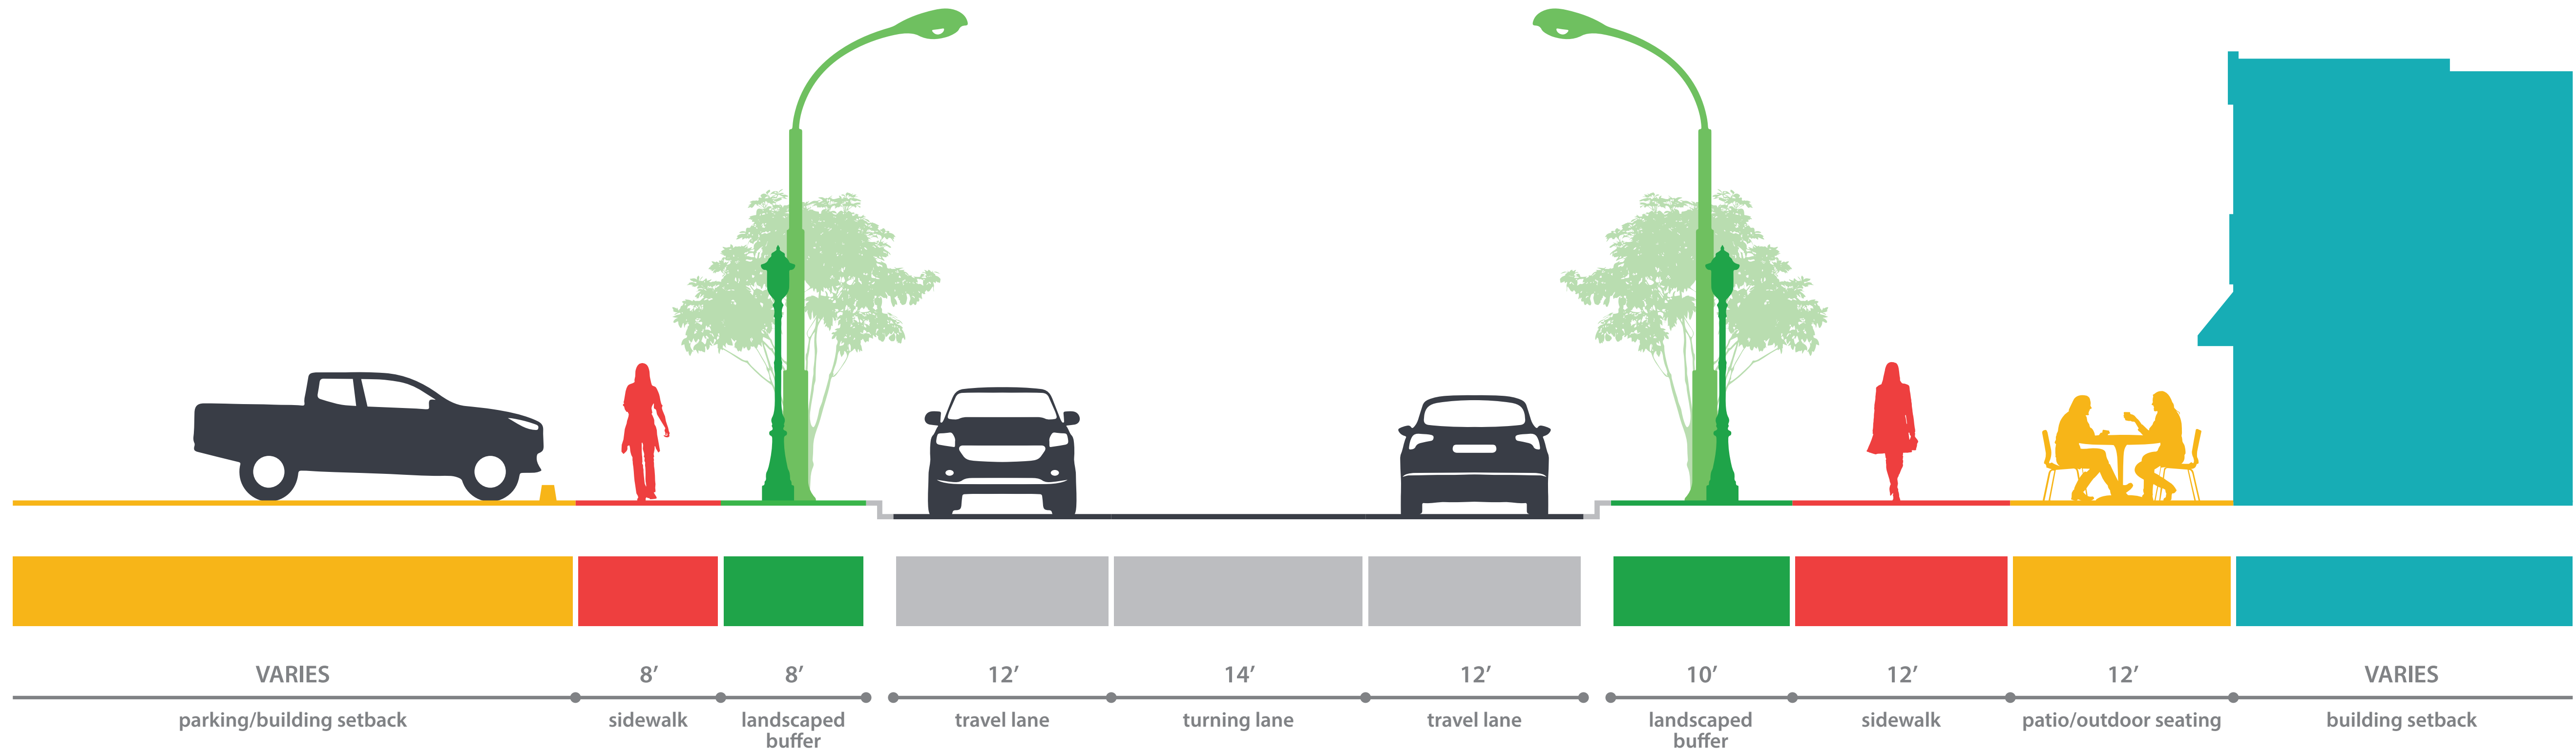 VARIES 8’ 8’ 12’ 14’ 12’ 10’ 12’ 12’ VARIES
parking/building setback sidewalk landscaped travel lane turning lane travel lane landscaped sidewalk patio/outdoor seating building setback
buffer buffer